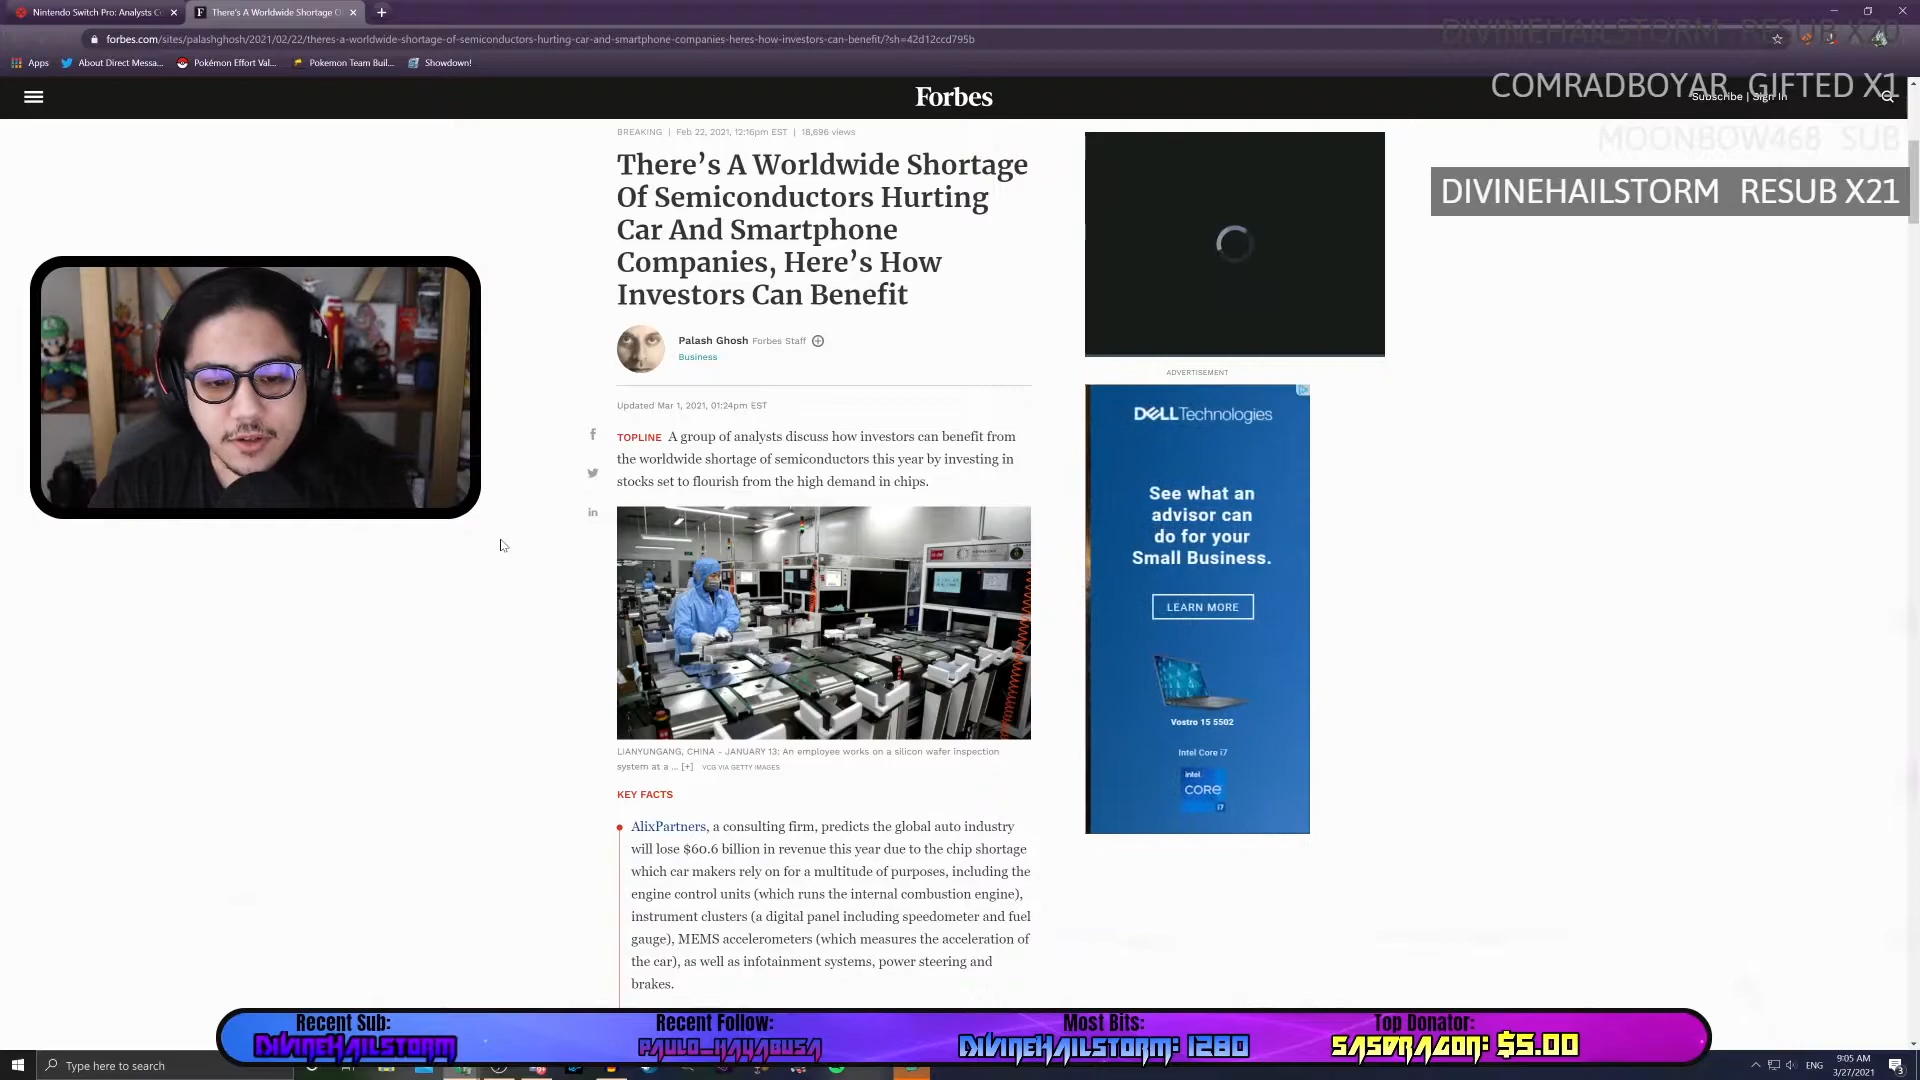 Nintendo Switch Pro: Analysts Co
There's A Worldwide Shortage O
forbes.com/sites/palashghosh/2021/02/22/theres-a-worldwide-shortage-of-semiconductors-hurting-car-and-smartphone-companies-heres-how-investors-can-benefit/?sh=42d12ccd795b
DIVINEHAILSTORM RESUB X20
Apps
About Direct Messa...
Pokémon Effort Val...
Pokemon Team Buil...
Showdown!
COMRADBOYAR GIFTED X1
Forbes
Subscribe | Sign In
MOONBOW468 SUB
DIVINEHAILSTORM RESUB X21
BREAKING | Feb 22, 2021, 12:16pm EST | 18,696 views
There's A Worldwide Shortage
Of Semiconductors Hurting
Car And Smartphone
Companies, Here's How
Investors Can Benefit
Palash Ghosh Forbes Staff
Business
Updated Mar 1, 2021, 01:24pm EST
TOPLINE A group of analysts discuss how investors can benefit from
the worldwide shortage of semiconductors this year by investing in
stocks set to flourish from the high demand in chips.
LIANYUNGANG, CHINA - JANUARY 13: An employee works on a silicon wafer inspection
system at a ... [+] VCG VIA GETTY IMAGES
KEY FACTS
AlixPartners, a consulting firm, predicts the global auto industry
will lose $60.6 billion in revenue this year due to the chip shortage
which car makers rely on for a multitude of purposes, including the
engine control units (which runs the internal combustion engine),
instrument clusters (a digital panel including speedometer and fuel
gauge), MEMS accelerometers (which measures the acceleration of
the car), as well as infotainment systems, power steering and
brakes.
ADVERTISEMENT
DELL Technologies
See what an
advisor can
do for your
Small Business.
LEARN MORE
Vostro 15 5502
Intel Core i7
intel
CORE
i7
Recent Sub:
DivineHailstorm
Recent Follow:
Paulo_Hayabusa
Most Bits:
DivineHailstorm: 1280
Top Donator:
SASDRAGON: $5.00
Type here to search
ENG
9:05 AM
3/27/2021
3